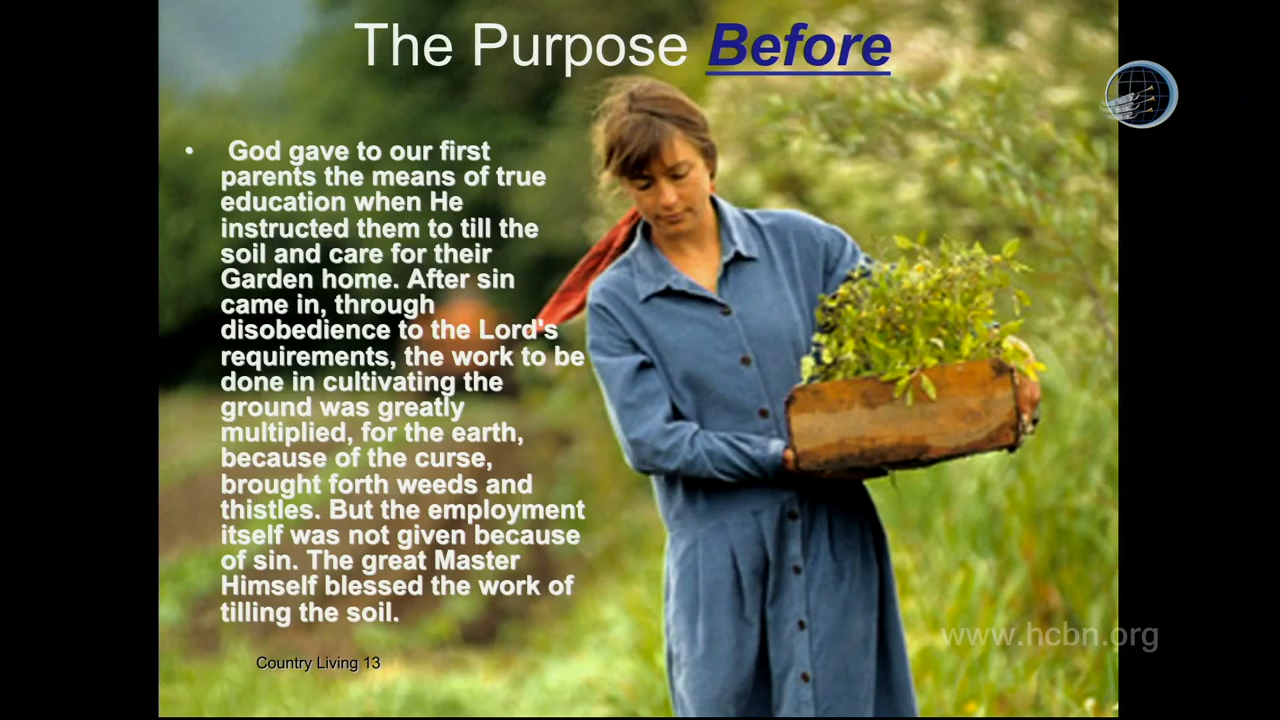 The Purpose Before
• God gave to our first
parents the means of true
education when He
instructed them to till the
soil and care for their
Garden home. After sin
came in, through
disobedience to the Lord's
requirements, the work to be
done in cultivating the
ground was greatly
multiplied, for the earth,
because of the curse,
brought forth weeds and
thistles. But the employment
itself was not given because
of sin. The great Master
Himself blessed the work of
tilling the soil.
www.hcbn.org
Country Living 13